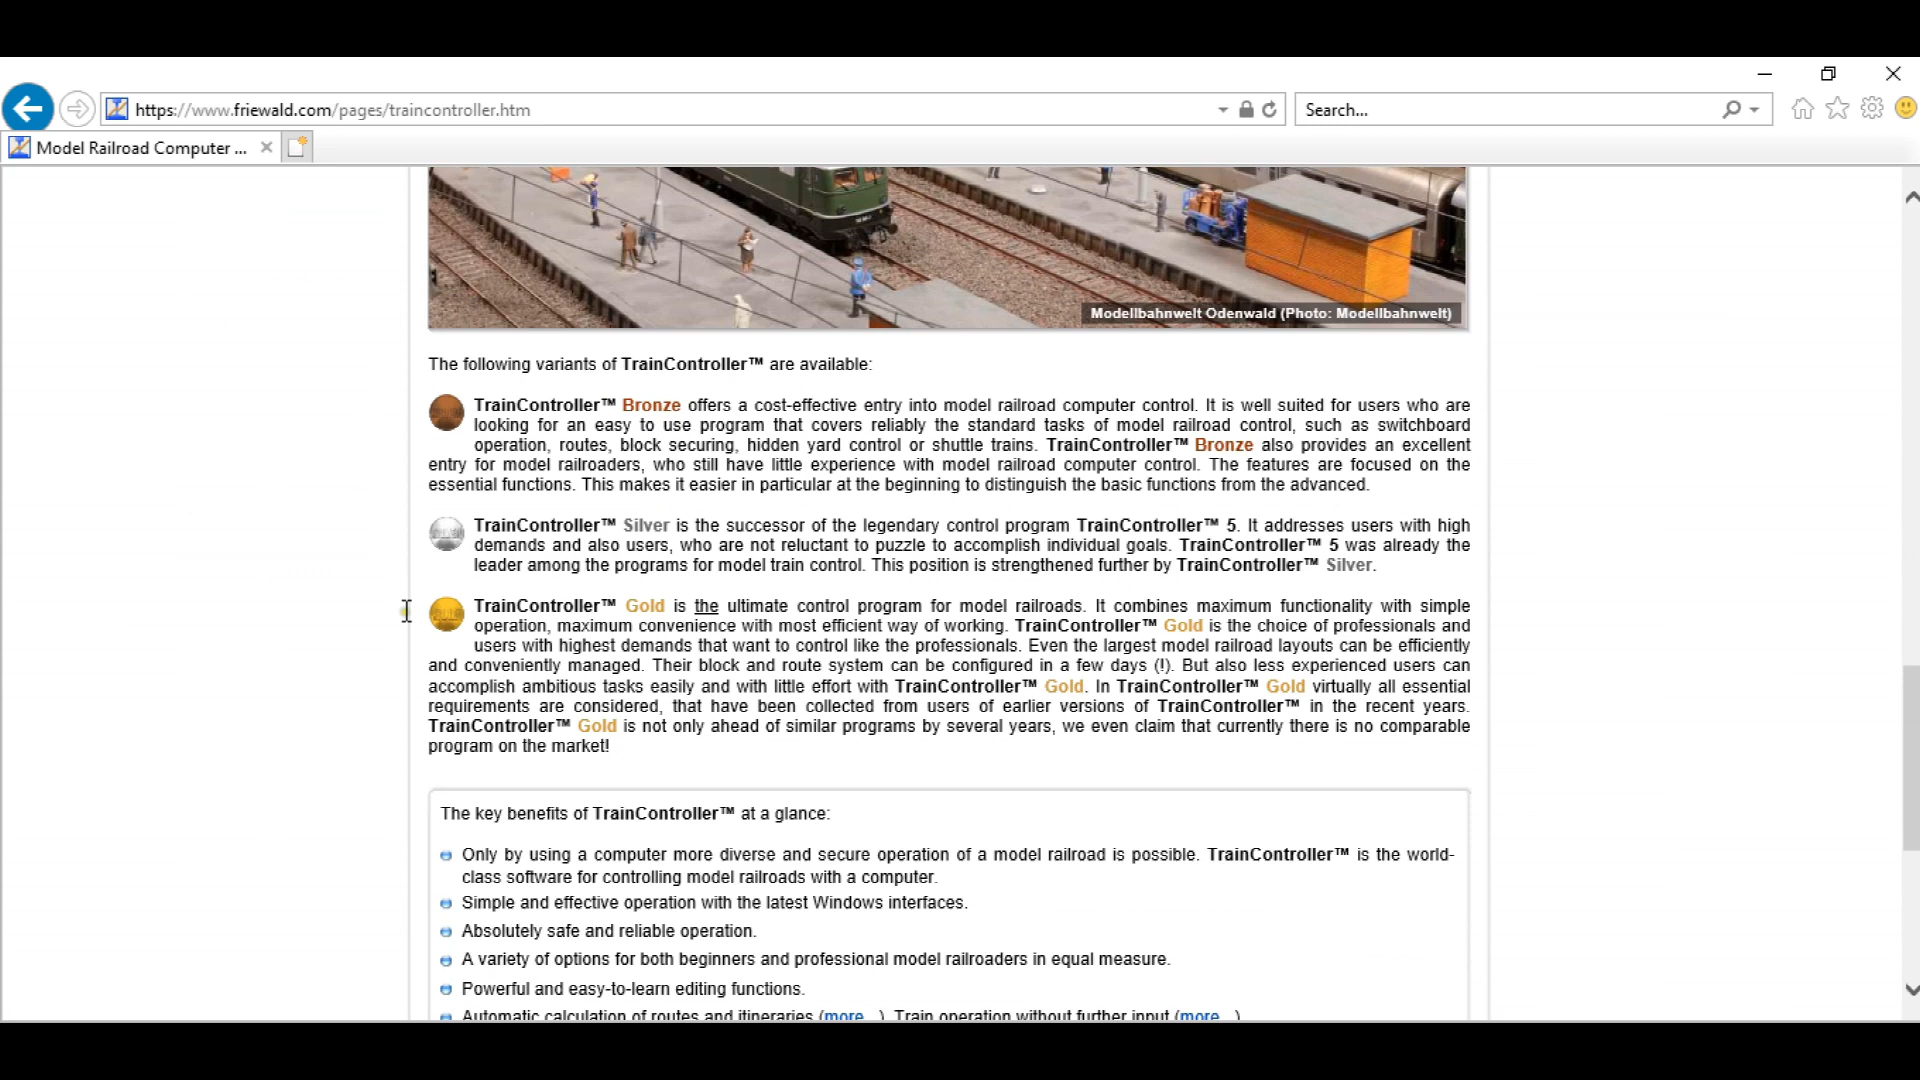 https://www.friewald.com/pages/traincontroller.htm
Search...
Model Railroad Computer ...
Modellbahnwelt Odenwald (Photo: Modellbahnwelt)
The following variants of TrainController™ are available:
TrainController™ Bronze offers a cost-effective entry into model railroad computer control. It is well suited for users who are
looking for an easy to use program that covers reliably the standard tasks of model railroad control, such as switchboard
operation, routes, block securing, hidden yard control or shuttle trains. TrainController™ Bronze also provides an excellent
entry for model railroaders, who still have little experience with model railroad computer control. The features are focused on the
essential functions. This makes it easier in particular at the beginning to distinguish the basic functions from the advanced.
TrainController™ Silver is the successor of the legendary control program TrainController™ 5. It addresses users with high
demands and also users, who are not reluctant to puzzle to accomplish individual goals. TrainController™ 5 was already the
leader among the programs for model train control. This position is strengthened further by TrainController™ Silver.
TrainController™ Gold is the ultimate control program for model railroads. It combines maximum functionality with simple
operation, maximum convenience with most efficient way of working. TrainController™ Gold is the choice of professionals and
users with highest demands that want to control like the professionals. Even the largest model railroad layouts can be efficiently
and conveniently managed. Their block and route system can be configured in a few days (!). But also less experienced users can
accomplish ambitious tasks easily and with little effort with TrainController™ Gold. In TrainController™ Gold virtually all essential
requirements are considered, that have been collected from users of earlier versions of TrainController™ in the recent years.
TrainController™ Gold is not only ahead of similar programs by several years, we even claim that currently there is no comparable
program on the market!
The key benefits of TrainController™ at a glance:
Only by using a computer more diverse and secure operation of a model railroad is possible. TrainController™ is the world-
class software for controlling model railroads with a computer.
Simple and effective operation with the latest Windows interfaces.
Absolutely safe and reliable operation.
A variety of options for both beginners and professional model railroaders in equal measure.
Powerful and easy-to-learn editing functions.
Automatic calculation of routes and itineraries (more...). Train operation without further input (more...)